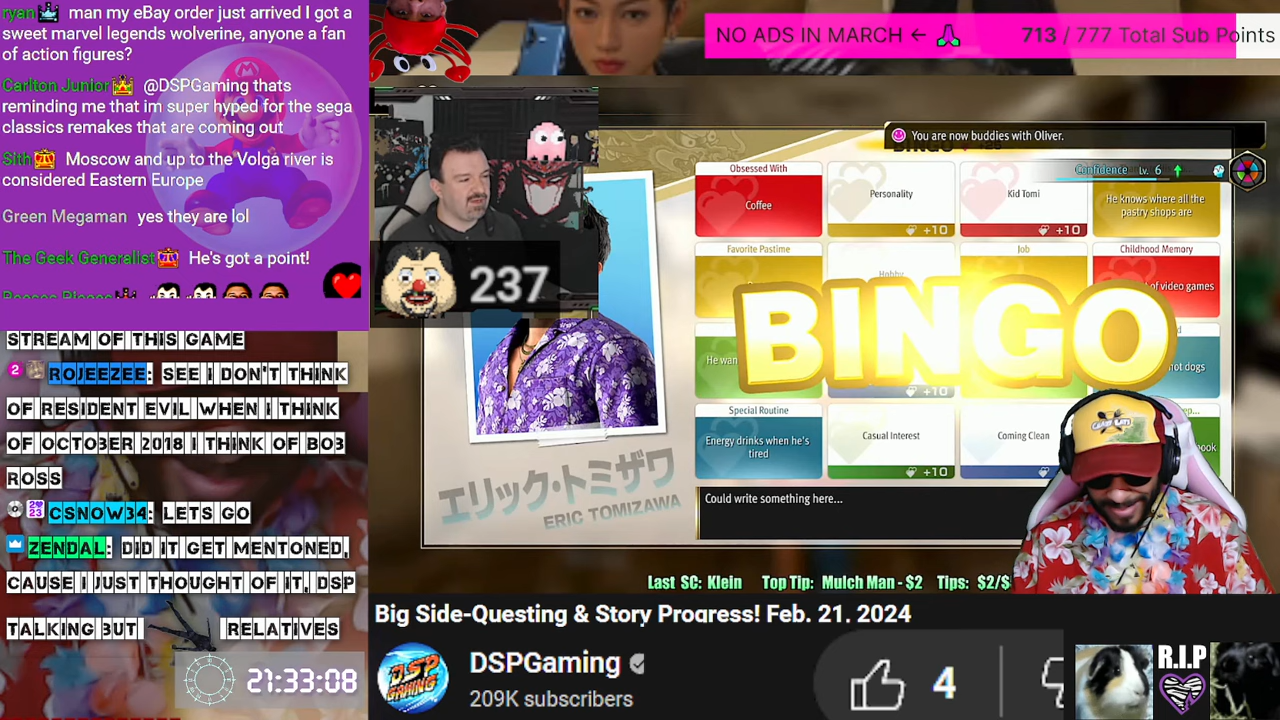 ryan man my eBay order just arrived I got a
sweet marvel legends wolverine, anyone a fan
of action figures?
Carlton Junior @DSPGaming thats
reminding me that im super hyped for the sega
classics remakes that are coming out
Sith Moscow and up to the Volga river is
considered Eastern Europe
Green Megaman yes they are lol
The Geek Generalist He's got a point!
STREAM OF THIS GAME
2 ROJEEZEE: SEE I DON'T THINK
OF RESIDENT EVIL WHEN I THINK
OF OCTOBER 2018 I THINK OF BOB
ROSS
CSNOW34: LETS GO
ZENDAL: DID IT GET MENTONED,
CAUSE I JUST THOUGHT OF IT, DSP
TALKING BUT RELATIVES
21:33:08
NO ADS IN MARCH ← 713 / 777 Total Sub Points
You are now buddies with Oliver.
Confidence Lv. 6
237
Obsessed With
Coffee
Personality
+10
Kid Tomi
+10
He knows where all the
pastry shops are
Favorite Pastime
Hobby
Job
Childhood Memory
of video games
BINGO
He wan
+10
hot dogs
Special Routine
Energy drinks when he's
tired
Casual Interest
+10
Coming Clean
ook
Could write something here...
エリック・トミザワ
ERIC TOMIZAWA
Last SC: Klein Top Tip: Mulch Man - $2 Tips: $2/$
Big Side-Questing & Story Progress! Feb. 21. 2024
DSP GAMING
DSPGaming
209K subscribers
4
R.I.P